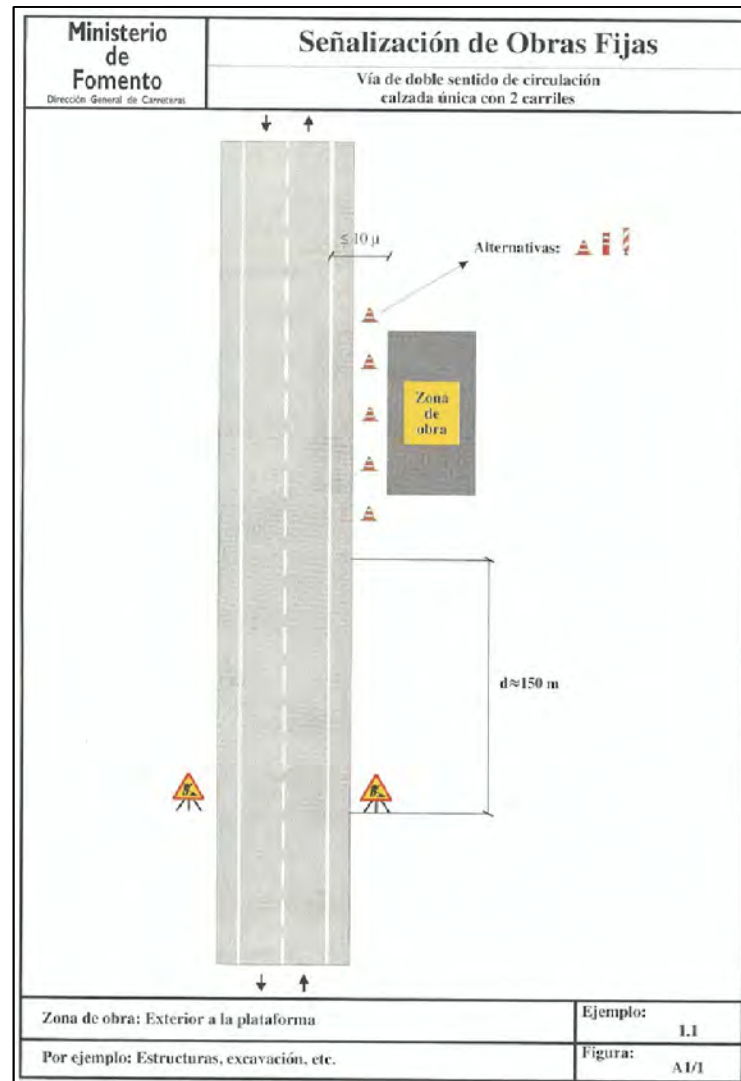 Ministerio
de
Fomento
Dirección General de Carreteras
Señalización de Obras Fijas
Vía de doble sentido de circulación
calzada única con 2 carriles
≤ 10 µ
Alternativas:
Zona
de
obra
d≈150 m
Zona de obra: Exterior a la plataforma
Ejemplo:
1.1
Por ejemplo: Estructuras, excavación, etc.
Figura:
A1/1